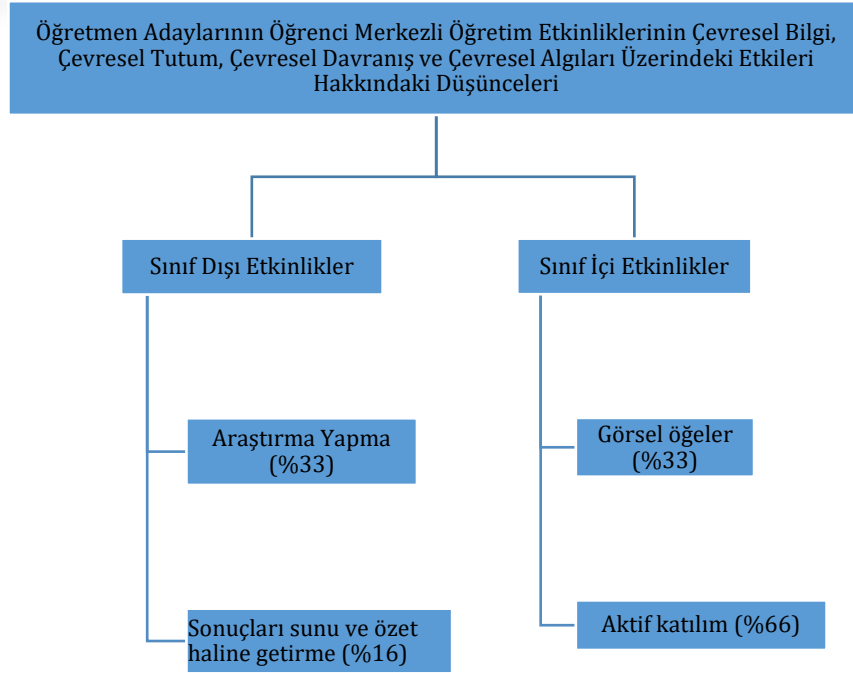 Öğretmen Adaylarının Öğrenci Merkezli Öğretim Etkinliklerinin Çevresel Bilgi,
Çevresel Tutum, Çevresel Davranış ve Çevresel Algıları Üzerindeki Etkileri
Hakkındaki Düşünceleri
Sınıf Dışı Etkinlikler
Sınıf İçi Etkinlikler
Araştırma Yapma
(%33)
Görsel öğeler
(%33)
Sonuçları sunu ve özet
haline getirme (%16)
Aktif katılım (%66)